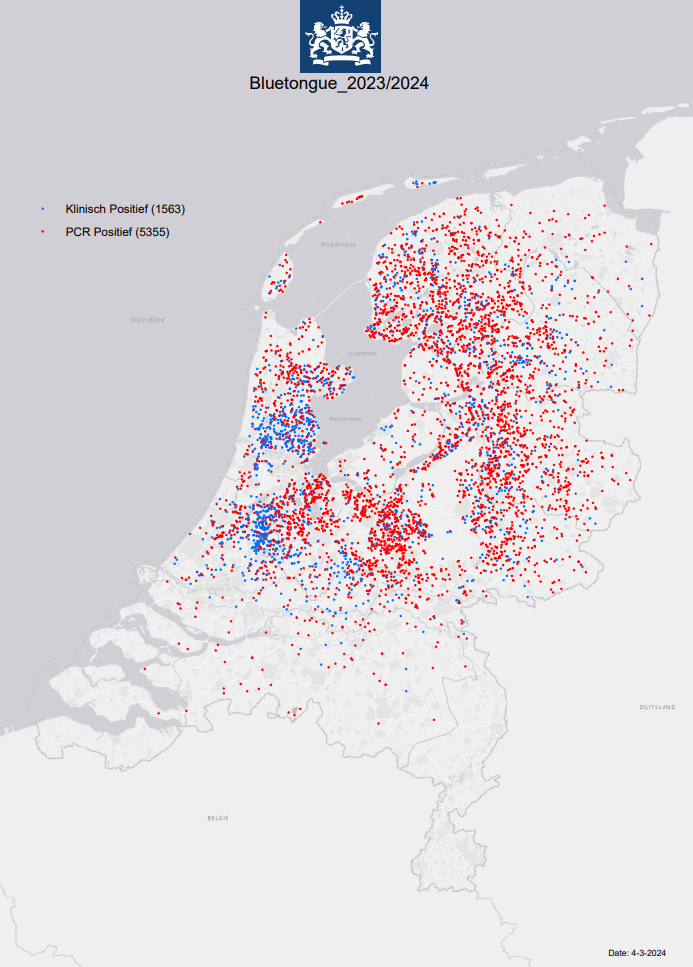 Bluetongue_2023/2024
Klinisch Positief (1563)
PCR Positief (5355)
Waddenzee
Noordzee
IJsselmeer
Markermeer
DUITSLAND
BELGIË
Date: 4-3-2024